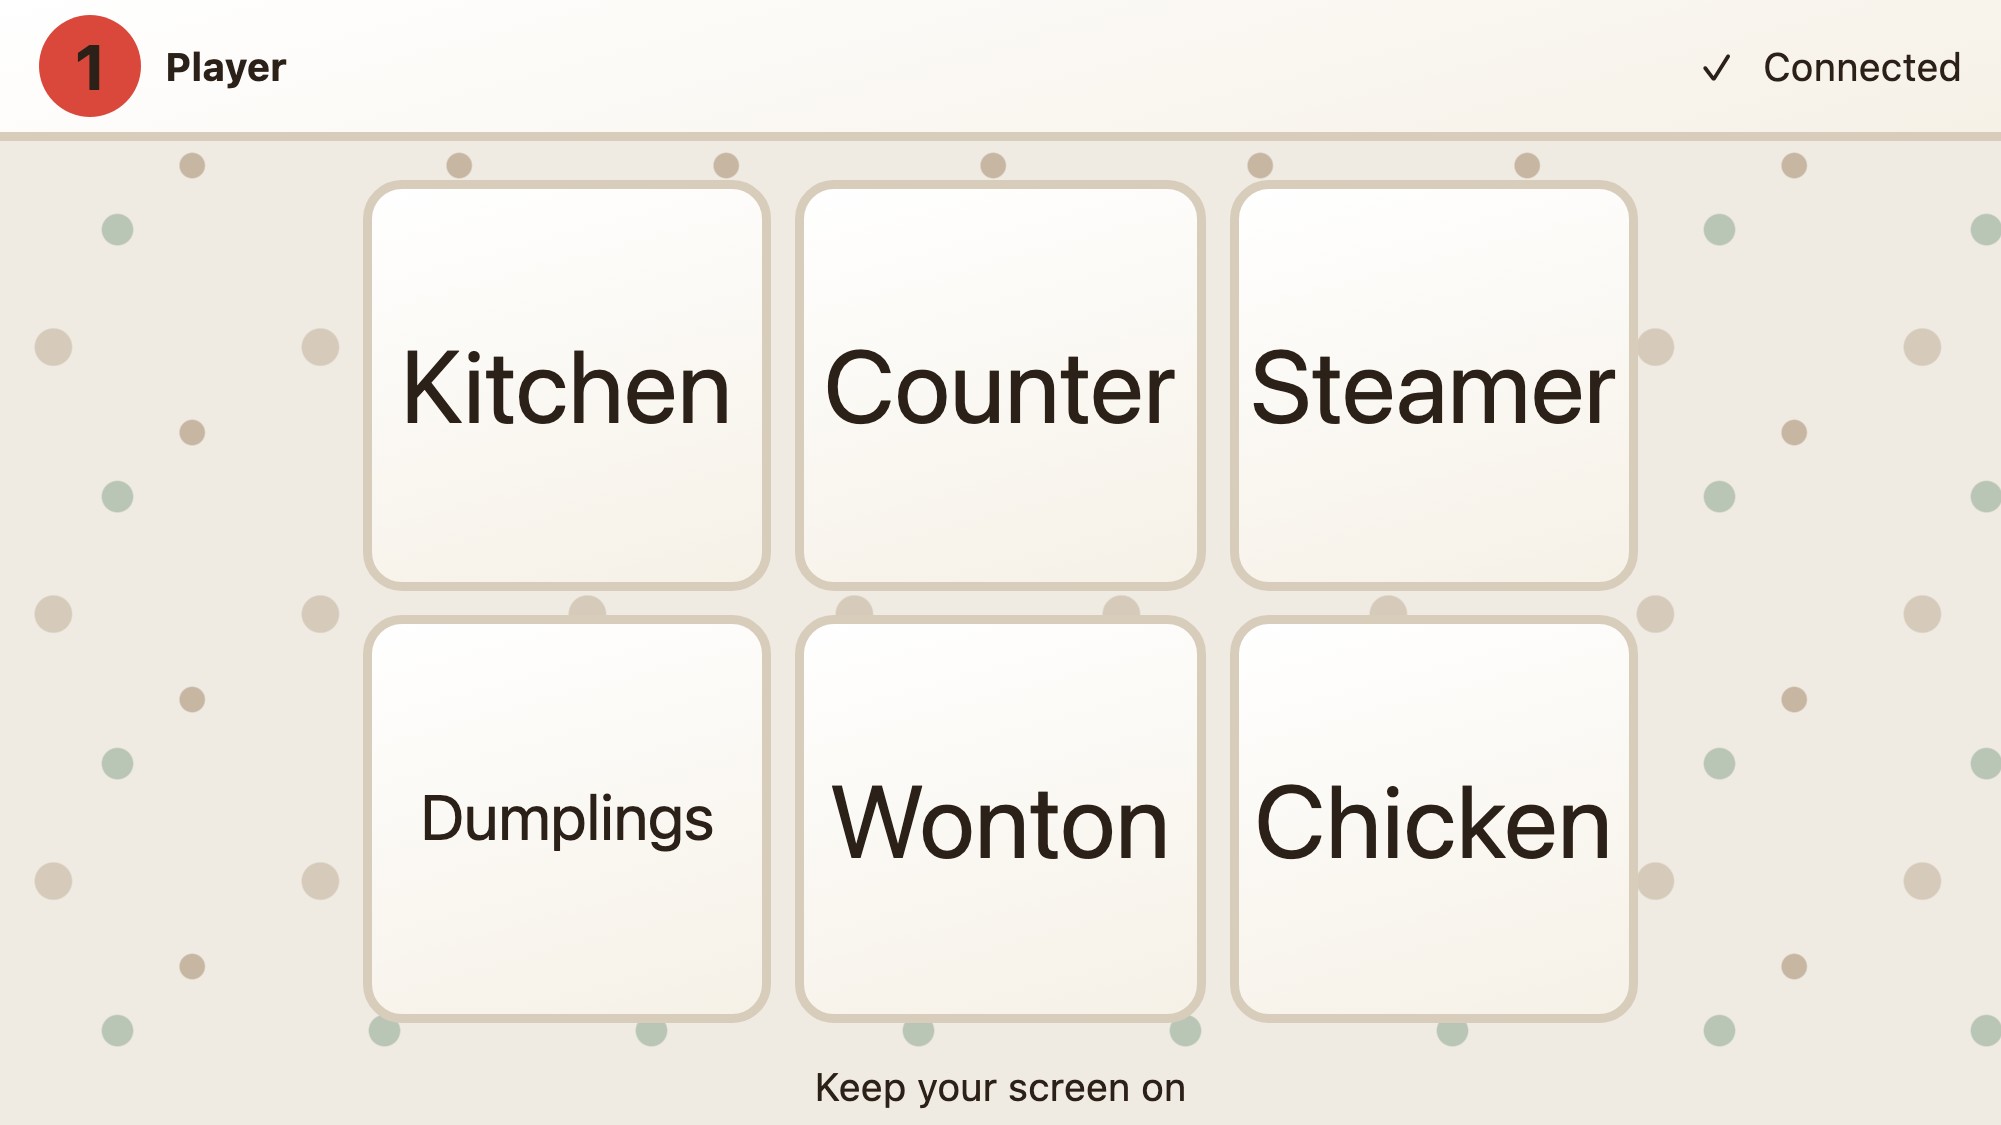 1 Player
✓ Connected
Kitchen
Counter
Steamer
Dumplings
Wonton
Chicken
Keep your screen on